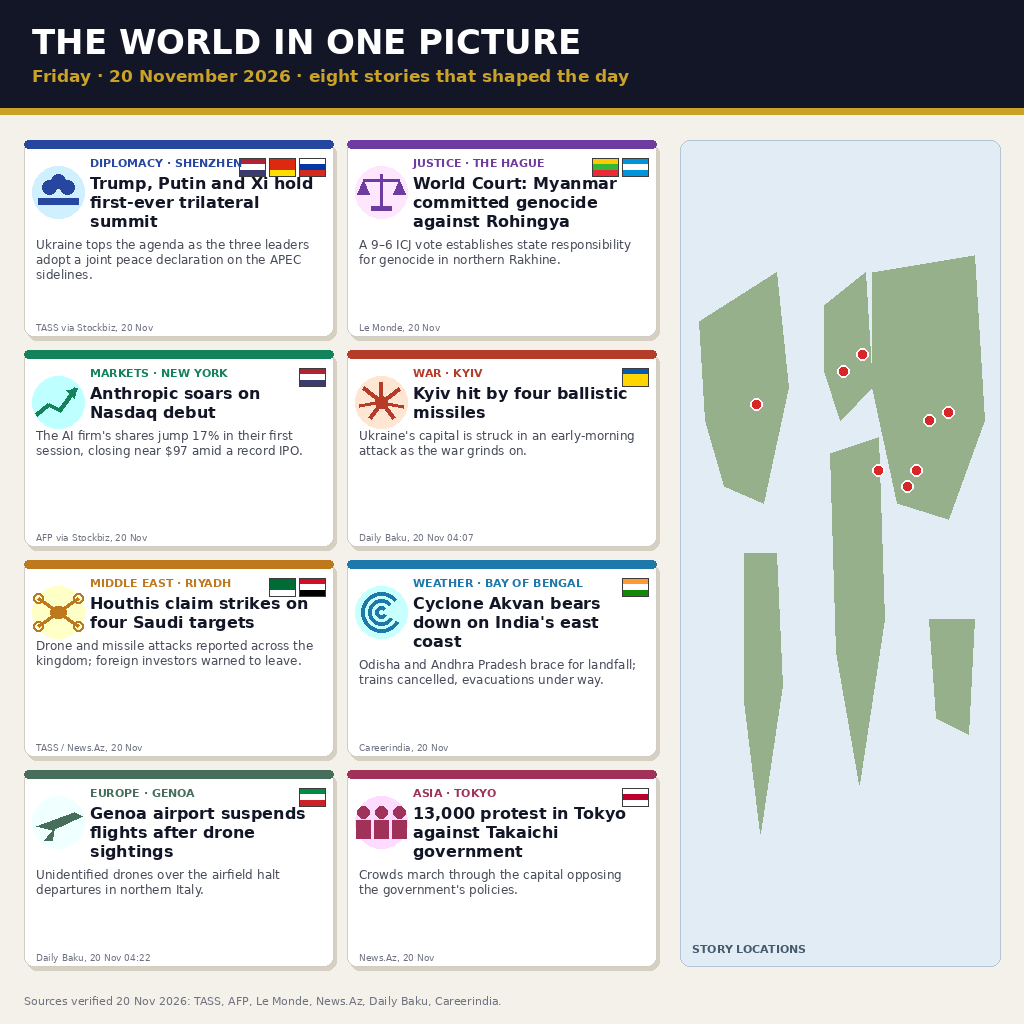 THE WORLD IN ONE PICTURE
Friday · 20 November 2026 · eight stories that shaped the day
DIPLOMACY · SHENZHEN
Trump, Putin and Xi hold
first-ever trilateral
summit
Ukraine tops the agenda as the three leaders
adopt a joint peace declaration on the APEC
sidelines.
TASS via Stockbiz, 20 Nov
JUSTICE · THE HAGUE
World Court: Myanmar
committed genocide
against Rohingya
A 9–6 ICJ vote establishes state responsibility
for genocide in northern Rakhine.
Le Monde, 20 Nov
MARKETS · NEW YORK
Anthropic soars on
Nasdaq debut
The AI firm's shares jump 17% in their first
session, closing near $97 amid a record IPO.
AFP via Stockbiz, 20 Nov
WAR · KYIV
Kyiv hit by four ballistic
missiles
Ukraine's capital is struck in an early-morning
attack as the war grinds on.
Daily Baku, 20 Nov 04:07
MIDDLE EAST · RIYADH
Houthis claim strikes on
four Saudi targets
Drone and missile attacks reported across the
kingdom; foreign investors warned to leave.
TASS / News.Az, 20 Nov
WEATHER · BAY OF BENGAL
Cyclone Akvan bears
down on India's east
coast
Odisha and Andhra Pradesh brace for landfall;
trains cancelled, evacuations under way.
Careerindia, 20 Nov
EUROPE · GENOA
Genoa airport suspends
flights after drone
sightings
Unidentified drones over the airfield halt
departures in northern Italy.
Daily Baku, 20 Nov 04:22
ASIA · TOKYO
13,000 protest in Tokyo
against Takaichi
government
Crowds march through the capital opposing
the government's policies.
News.Az, 20 Nov
STORY LOCATIONS
Sources verified 20 Nov 2026: TASS, AFP, Le Monde, News.Az, Daily Baku, Careerindia.